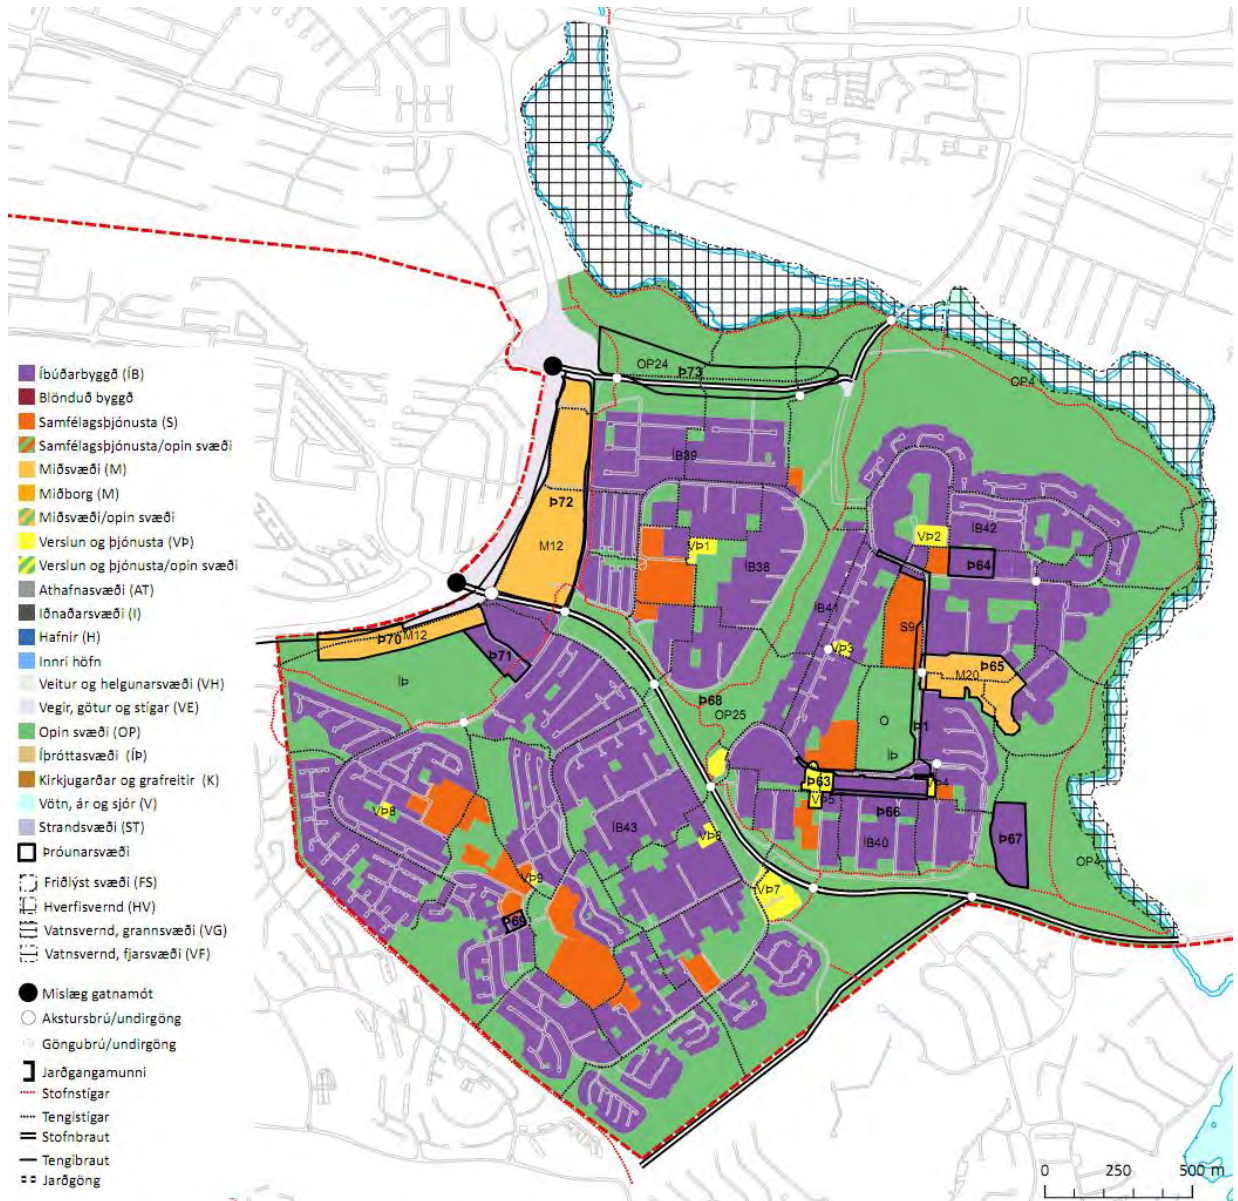 Íbúðarbyggð (ÍB)
Blönduð byggð
Samfélagsþjónusta (S)
Samfélagsþjónusta/opin svæði
Miðsvæði (M)
Miðborg (M)
Miðsvæði/opin svæði
Verslun og þjónusta (VÞ)
Verslun og þjónusta/opin svæði
Athafnasvæði (AT)
Iðnaðarsvæði (I)
Hafnir (H)
Innri höfn
Veitur og helgunarsvæði (VH)
Vegir, götur og stígar (VE)
Opin svæði (OP)
Íþróttasvæði (ÍÞ)
Kirkjugarðar og grafreitir (K)
Vötn, ár og sjór (V)
Strandsvæði (ST)
Þróunarsvæði
Friðlýst svæði (FS)
Hverfisvernd (HV)
Vatnsvernd, grannsvæði (VG)
Vatnsvernd, fjarsvæði (VF)
Mislæg gatnamót
Akstursbrú/undirgöng
Göngubrú/undirgöng
Jarðgangamunni
Stofnstígar
Tengistígar
Stofnbraut
Tengibraut
Jarðgöng
OP24
Þ73
OP4
ÍB39
Þ72
M12
VÞ1
ÍB38
VÞ2
ÍB42
Þ64
ÍB41
S9
VÞ3
Þ65
M20
Þ70
M12
Þ71
ÍÞ
Þ68
OP25
O
ÍÞ
Þ1
Þ63
VÞ5
VÞ4
Þ66
ÍB40
Þ67
OP4
VÞ8
ÍB43
VÞ6
VÞ9
VÞ7
Þ69
0 250 500 m